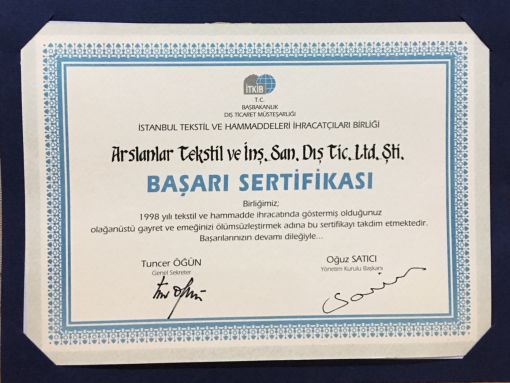 İTKİB
T.C.
BAŞBAKANLIK
DIŞ TİCARET MÜSTEŞARLIĞI
İSTANBUL TEKSTİL VE HAMMADDELERİ İHRACATÇILARI BİRLİĞİ
Arslanlar Tekstil ve İnş. San. Dış Tic. Ltd. Şti.
BAŞARI SERTİFİKASI
Birliğimiz;
1998 yılı tekstil ve hammadde ihracatında göstermiş olduğunuz
olağanüstü gayret ve emeğinizi ölümsüzleştirmek adına bu sertifikayı takdim etmektedir.
Başarılarınızın devamı dileğiyle...
Tuncer ÖĞÜN
Genel Sekreter
Oğuz SATICI
Yönetim Kurulu Başkanı